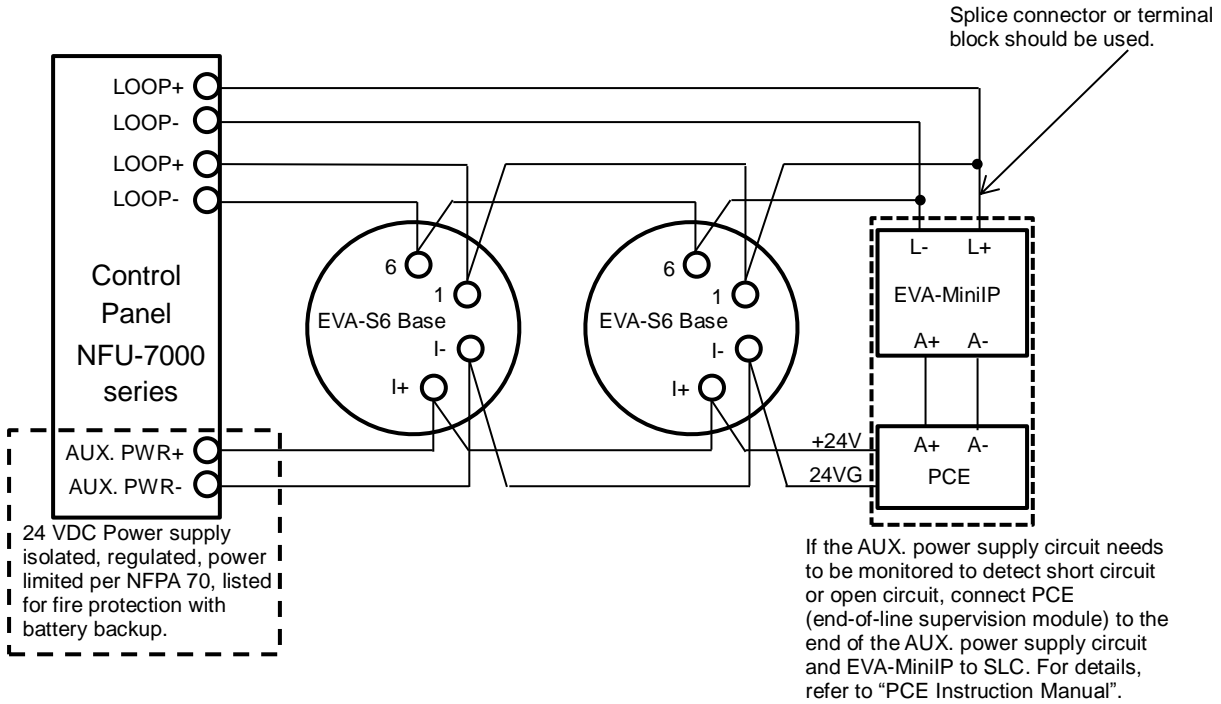 Splice connector or terminal
block should be used.
LOOP+
LOOP-
LOOP+
LOOP-
Control
Panel
NFU-7000
series
AUX. PWR+
AUX. PWR-
24 VDC Power supply
isolated, regulated, power
limited per NFPA 70, listed
for fire protection with
battery backup.
6
1
EVA-S6 Base
I-
I+
6
1
EVA-S6 Base
I-
I+
L- L+
EVA-MiniIP
A+ A-
+24V
24VG
A+ A-
PCE
If the AUX. power supply circuit needs
to be monitored to detect short circuit
or open circuit, connect PCE
(end-of-line supervision module) to the
end of the AUX. power supply circuit
and EVA-MiniIP to SLC. For details,
refer to “PCE Instruction Manual”.